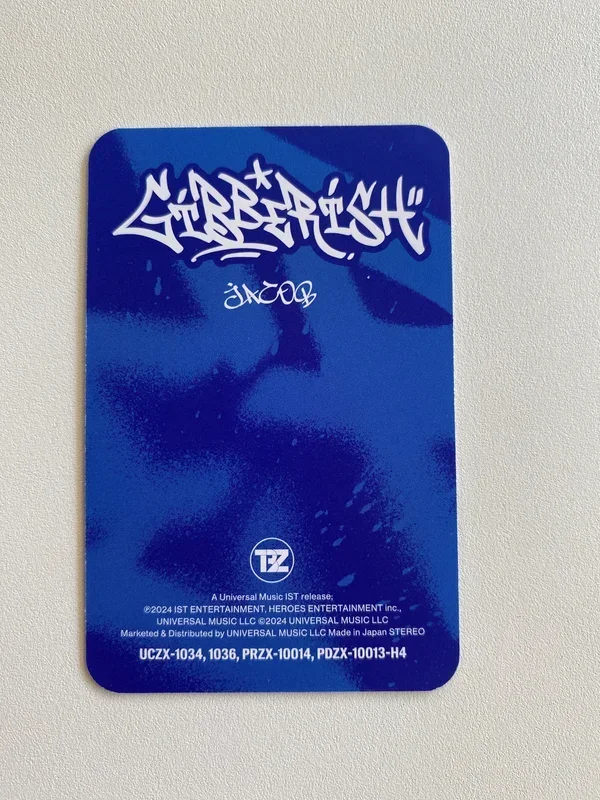 GIBBERISH
JACOB
TBZ
A Universal Music IST release;
℗2024 IST ENTERTAINMENT, HEROES ENTERTAINMENT inc.,
UNIVERSAL MUSIC LLC ©2024 UNIVERSAL MUSIC LLC
Marketed & Distributed by UNIVERSAL MUSIC LLC Made in Japan STEREO
UCZX-1034, 1036, PRZX-10014, PDZX-10013-H4